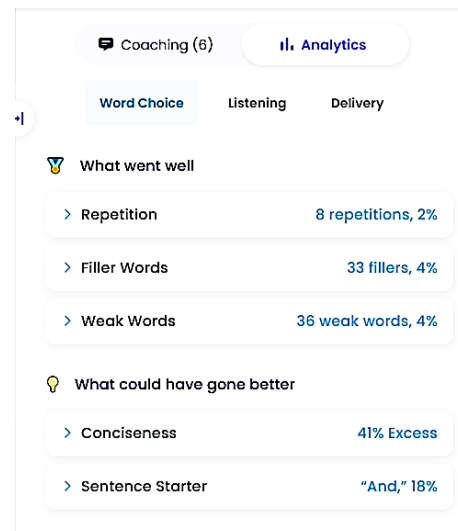 Coaching (6) Analytics
Word Choice Listening Delivery
What went well
Repetition 8 repetitions, 2%
Filler Words 33 fillers, 4%
Weak Words 36 weak words, 4%
What could have gone better
Conciseness 41% Excess
Sentence Starter “And,” 18%